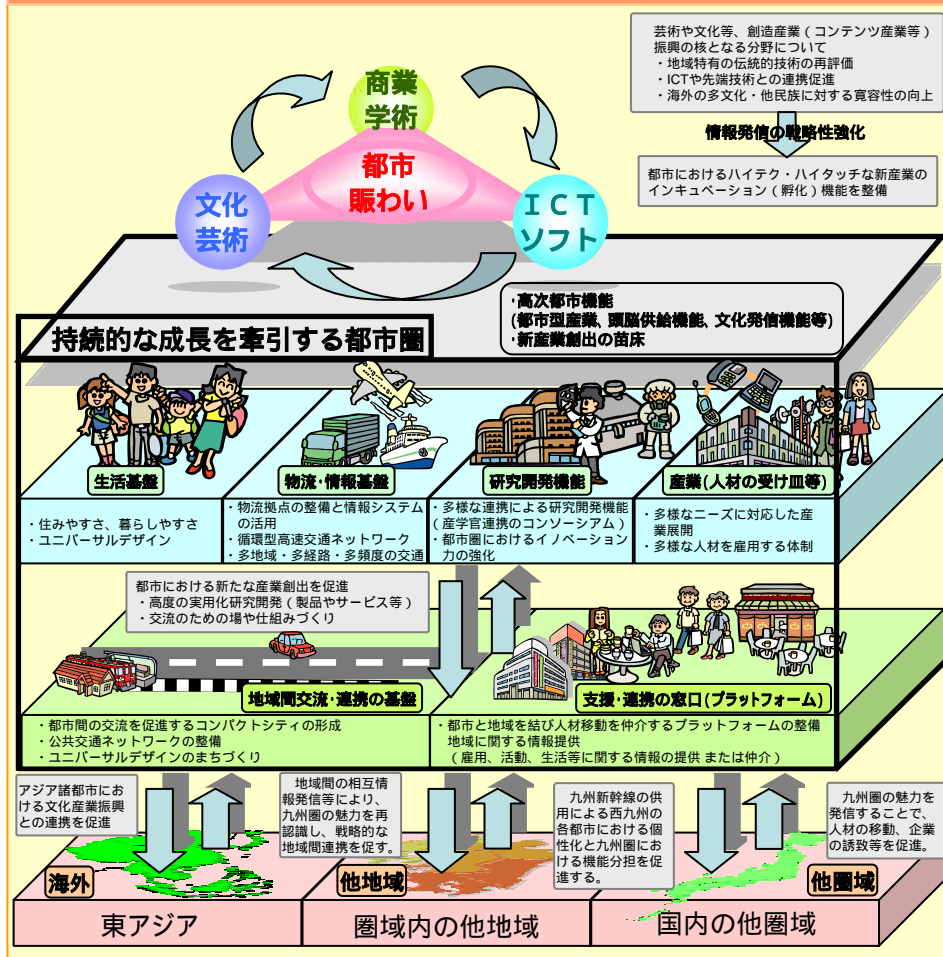 芸術や文化等、創造産業(コンテンツ産業等)
振興の核となる分野について
・地域特有の伝統的技術の再評価
・ICTや先端技術との連携促進
・海外の多文化・他民族に対する寛容性の向上
情報発信の戦略性強化
都市におけるハイテク・ハイタッチな新産業の
インキュベーション(孵化)機能を整備
商業
学術
都市
賑わい
文化
芸術
ICT
ソフト
・高次都市機能
(都市型産業、頭脳供給機能、文化発信機能等)
・新産業創出の苗床
持続的な成長を牽引する都市圏
生活基盤
・住みやすさ、暮らしやすさ
・ユニバーサルデザイン
物流・情報基盤
・物流拠点の整備と情報システム
の活用
・循環型高速交通ネットワーク
・多地域・多経路・多頻度の交通
研究開発機能
・多様な連携による研究開発機能
(産学官連携のコンソーシアム)
・都市圏におけるイノベーション
力の強化
産業(人材の受け皿等)
・多様なニーズに対応した産
業展開
・多様な人材を雇用する体制
都市における新たな産業創出を促進
・高度の実用化研究開発(製品やサービス等)
・交流のための場や仕組みづくり
地域間交流・連携の基盤
・都市間の交流を促進するコンパクトシティの形成
・公共交通ネットワークの整備
・ユニバーサルデザインのまちづくり
支援・連携の窓口(プラットフォーム)
・都市と地域を結び人材移動を仲介するプラットフォームの整備
地域に関する情報提供
(雇用、活動、生活等に関する情報の提供 または仲介)
アジア諸都市にお
ける文化産業振興
との連携を促進
地域間の相互情
報発信等により、
九州圏の魅力を再
認識し、戦略的な
地域間連携を促す。
九州新幹線の供
用による西九州の
各都市における個
性化と九州圏にお
ける機能分担を促
進する。
九州圏の魅力を
発信することで、
人材の移動、企業
の誘致等を促進。
海外
東アジア
他地域
圏域内の他地域
他圏域
国内の他圏域